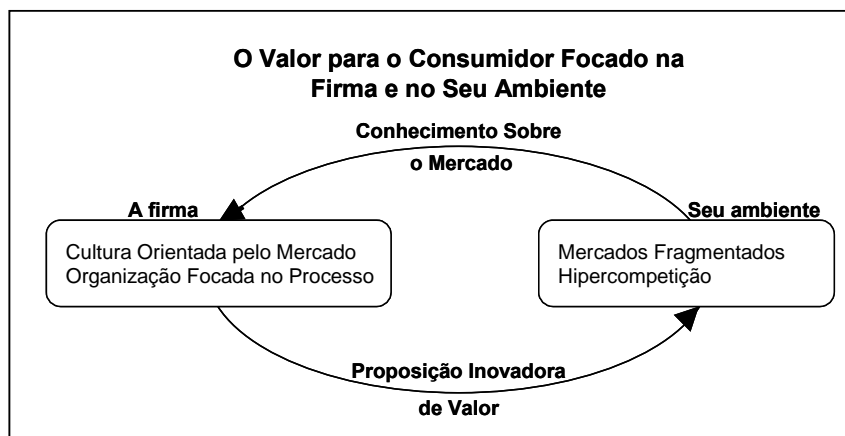 O Valor para o Consumidor Focado na
Firma e no Seu Ambiente
Conhecimento Sobre
o Mercado
A firma
Seu ambiente
Cultura Orientada pelo Mercado
Organização Focada no Processo
Mercados Fragmentados
Hipercompetição
Proposição Inovadora
de Valor